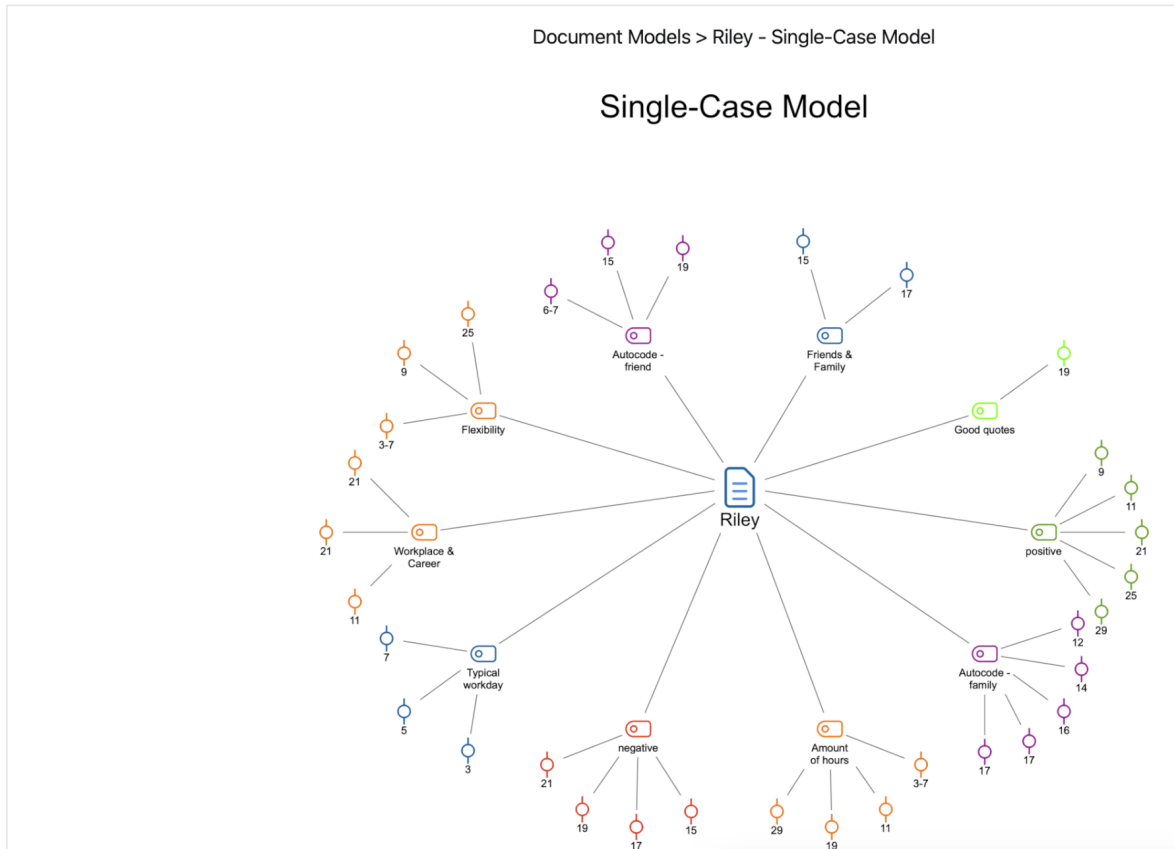 Document Models > Riley - Single-Case Model
Single-Case Model
15
19
6-7
Autocode -
friend
15
17
Friends &
Family
25
9
3-7
Flexibility
19
Good quotes
21
21
11
Workplace &
Career
Riley
9
11
21
25
29
positive
7
5
3
Typical
workday
12
14
16
17
17
Autocode -
family
negative
21
19
17
15
Amount
of hours
3-7
11
19
29